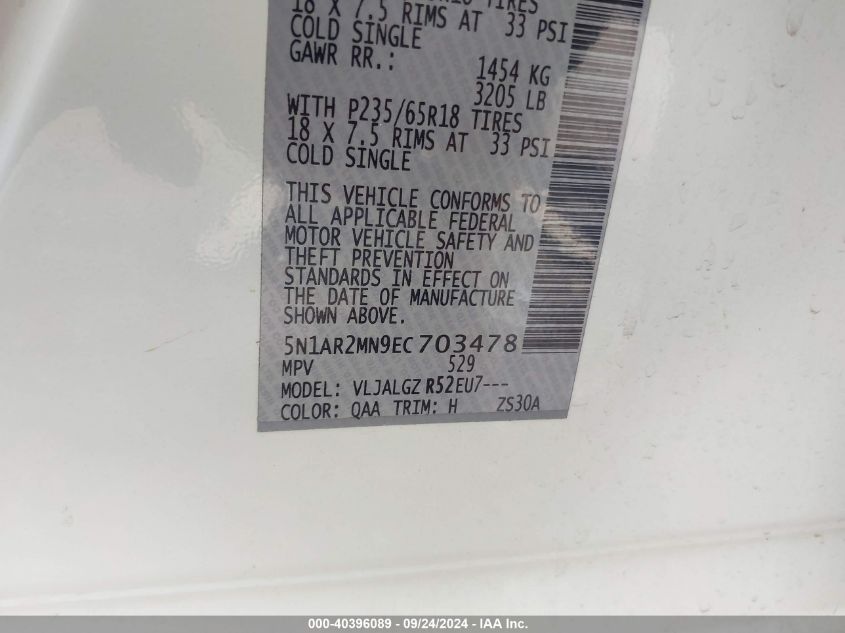 TIRES
18 X 7.5 RIMS AT 33 PSI
COLD SINGLE
GAWR RR.: 1454 KG
3205 LB
WITH P235/65R18 TIRES
18 X 7.5 RIMS AT 33 PSI
COLD SINGLE
THIS VEHICLE CONFORMS TO
ALL APPLICABLE FEDERAL
MOTOR VEHICLE SAFETY AND
THEFT PREVENTION
STANDARDS IN EFFECT ON
THE DATE OF MANUFACTURE
SHOWN ABOVE.
5N1AR2MN9EC703478
MPV 529
MODEL: VLJALGZ R52EU7---
COLOR: QAA TRIM: H ZS30A
000-40396089 - 09/24/2024 - IAA Inc.